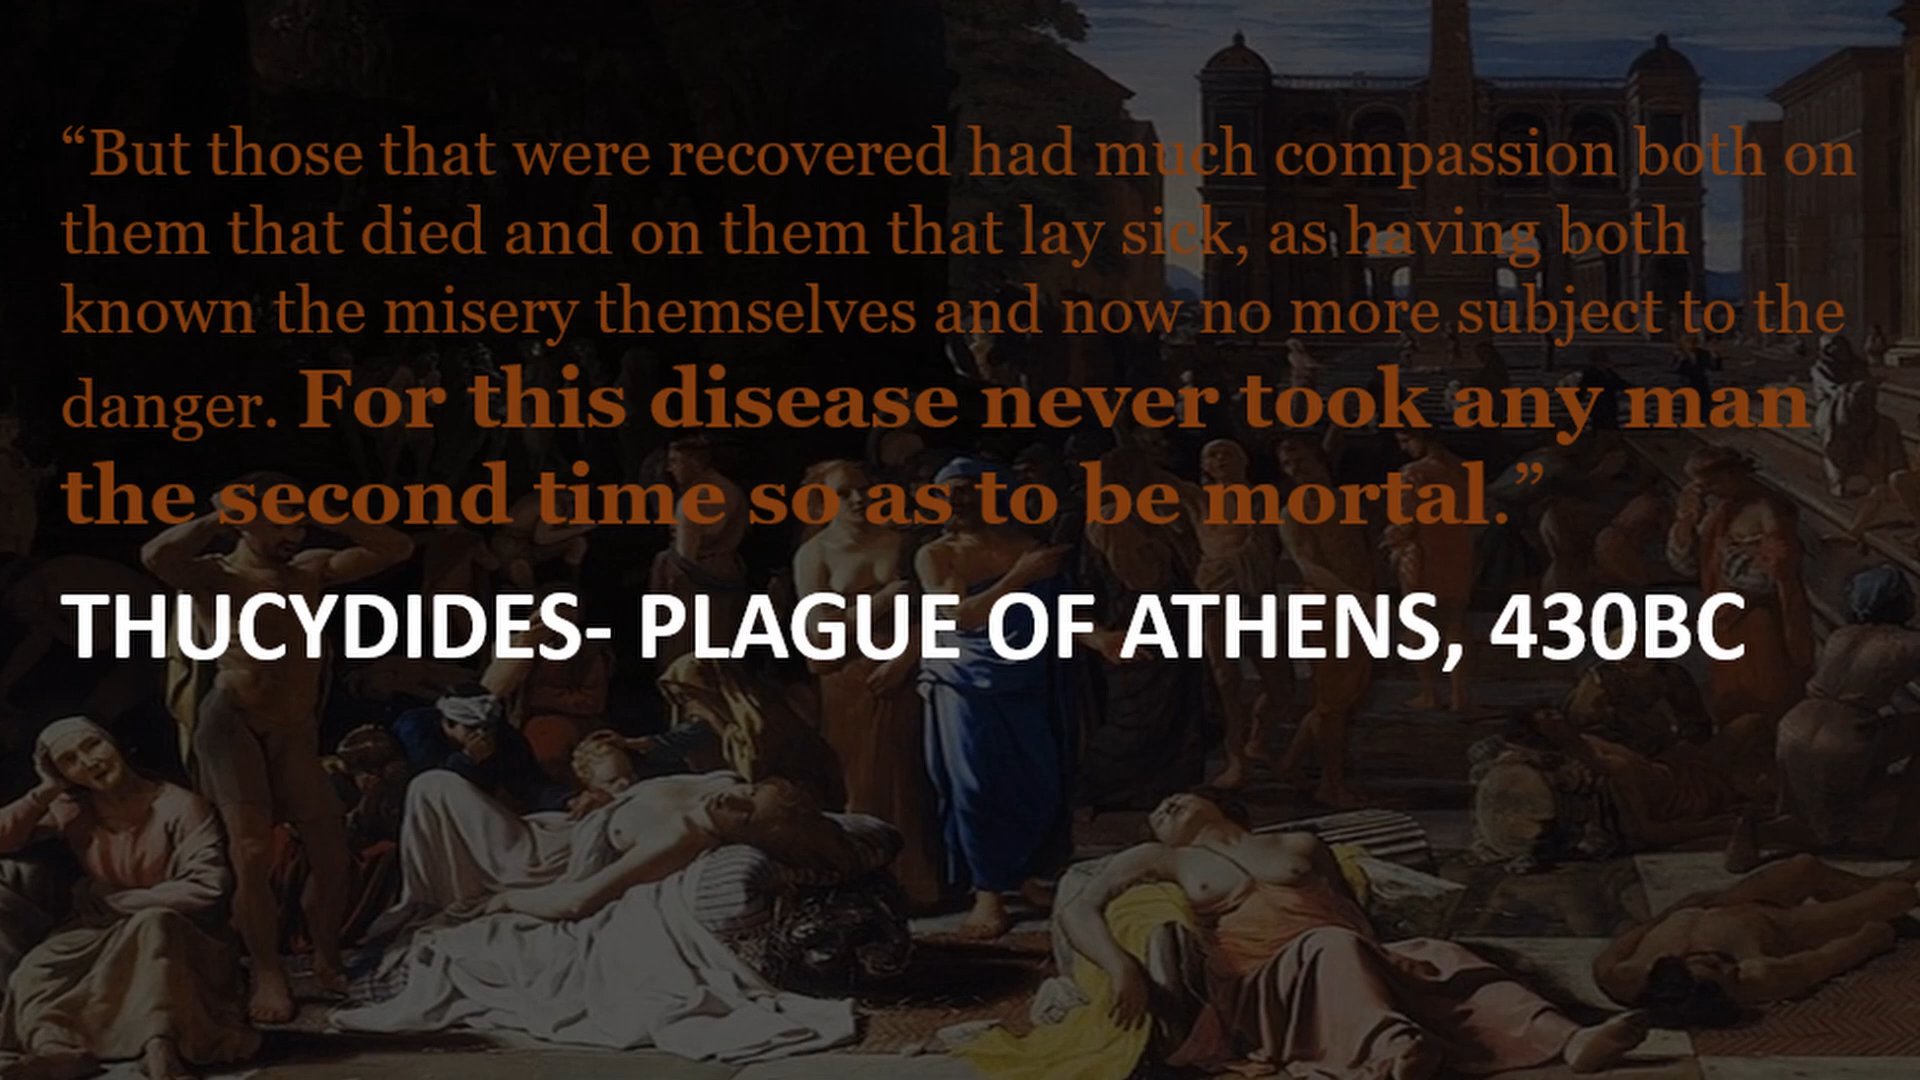 “But those that were recovered had much compassion both on
them that died and on them that lay sick, as having both
known the misery themselves and now no more subject to the
danger. For this disease never took any man
the second time so as to be mortal.”
THUCYDIDES- PLAGUE OF ATHENS, 430BC